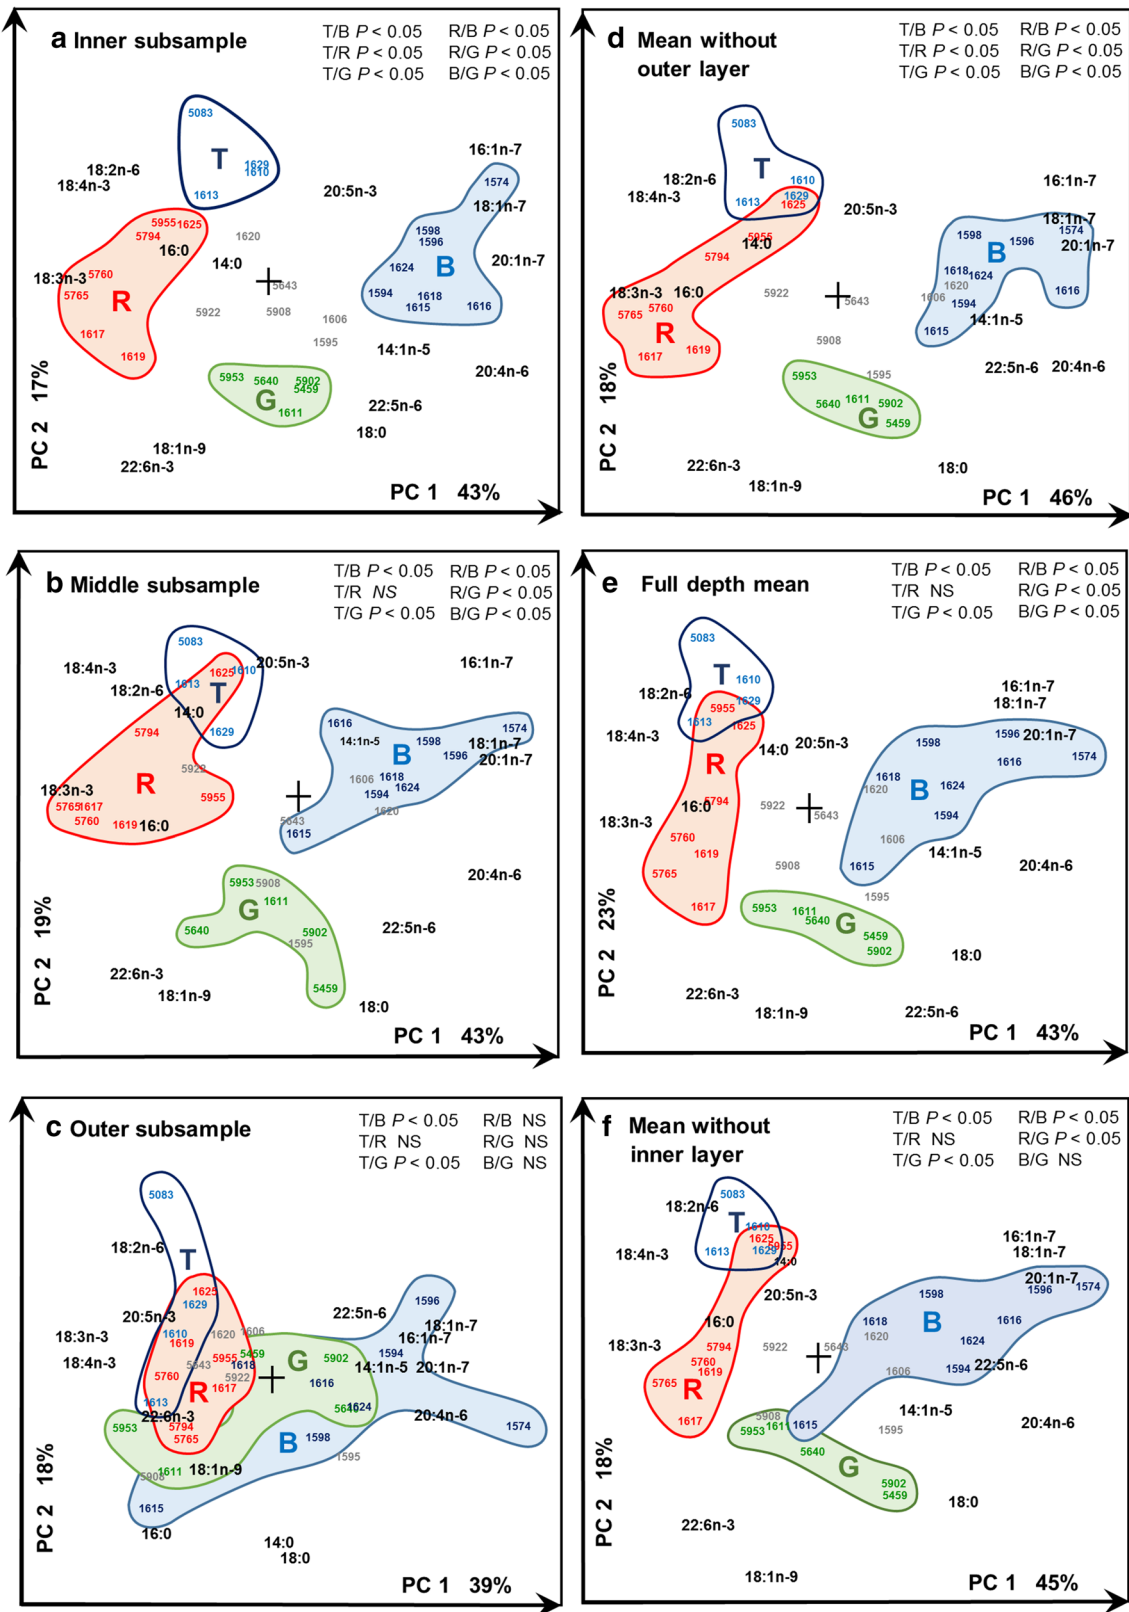 a Inner subsample
T/B P < 0.05 R/B P < 0.05
T/R P < 0.05 R/G P < 0.05
T/G P < 0.05 B/G P < 0.05
5083
T
16:1n-7
18:2n-6
1629
1610
18:4n-3
20:5n-3
1574
1613
18:1n-7
5955 1625
5794
1620
1598
1596
16:0
14:0
20:1n-7
1624
B
18:3n-3
5760
5643
5765
R
1594
1618
1615
1616
5922
5908
1606
1617
1595
14:1n-5
1619
20:4n-6
5953
5640
5902
5459
G
1611
22:5n-6
18:0
18:1n-9
22:6n-3
PC 2 17%
PC 1 43%
d Mean without
outer layer
T/B P < 0.05 R/B P < 0.05
T/R P < 0.05 R/G P < 0.05
T/G P < 0.05 B/G P < 0.05
5083
T
18:2n-6
1610
16:1n-7
18:4n-3
1613
1629
1625
20:5n-3
18:1n-7
5955
14:0
1598
1596
1574
20:1n-7
5794
B
1618
1624
1620
18:3n-3
16:0
5922
5643
1606
1594
1616
5765
5760
R
14:1n-5
1615
5908
1617
1619
1595
22:5n-6
20:4n-6
5953
5640
1611
5902
G
5459
22:6n-3
18:0
18:1n-9
PC 2 18%
PC 1 46%
b Middle subsample
T/B P < 0.05 R/B P < 0.05
T/R NS R/G P < 0.05
T/G P < 0.05 B/G P < 0.05
5083
18:4n-3
1625
1610
20:5n-3
16:1n-7
18:2n-6
1613
T
14:0
5794
1629
1616
1574
14:1n-5
1598
B
1596
18:1n-7
20:1n-7
5922
R
1606
1618
1624
18:3n-3
5955
1594
5765
1617
5760
1619
16:0
5643
1620
1615
20:4n-6
5953
5908
1611
G
5640
5902
1595
22:5n-6
22:6n-3
18:1n-9
5459
18:0
PC 2 19%
PC 1 43%
e Full depth mean
T/B P < 0.05 R/B P < 0.05
T/R NS R/G P < 0.05
T/G P < 0.05 B/G P < 0.05
5083
T
1610
18:2n-6
1629
16:1n-7
18:1n-7
5955
1613
1625
18:4n-3
14:0
20:5n-3
1598
1596
20:1n-7
R
1616
1574
1618
1620
B
1624
16:0
5794
5922
5643
1594
18:3n-3
5760
1606
1619
14:1n-5
5765
5908
1615
20:4n-6
1595
1617
5953
1611
5640
G
5459
5902
18:0
22:6n-3
18:1n-9
22:5n-6
PC 2 23%
PC 1 43%
c Outer subsample
T/B P < 0.05 R/B NS
T/R NS R/G NS
T/G P < 0.05 B/G NS
5083
18:2n-6
T
1625
1629
1596
20:5n-3
22:5n-6
18:1n-7
18:3n-3
1610
1619
1620
1606
16:1n-7
18:4n-3
5643
5955
5459
1618
G
5902
1594
14:1n-5
20:1n-7
5760
5922
R
1617
1616
1613
22:6n-3
5640
1624
20:4n-6
5953
5794
5765
B
1598
1574
1595
5908
1611
18:1n-9
1615
16:0
14:0
18:0
PC 2 18%
PC 1 39%
f Mean without
inner layer
T/B P < 0.05 R/B P < 0.05
T/R NS R/G P < 0.05
T/G P < 0.05 B/G NS
5083
18:2n-6
T
1610
1625
5955
18:4n-3
1613
1629
14:0
16:1n-7
18:1n-7
20:5n-3
20:1n-7
1598
1596
1574
16:0
1618
1620
B
1616
18:3n-3
5794
5922
5643
1624
5760
1619
1606
1594
22:5n-6
5765
R
1617
5908
1615
14:1n-5
20:4n-6
5953
1611
1595
5640
G
5902
5459
18:0
22:6n-3
18:1n-9
PC 2 18%
PC 1 45%